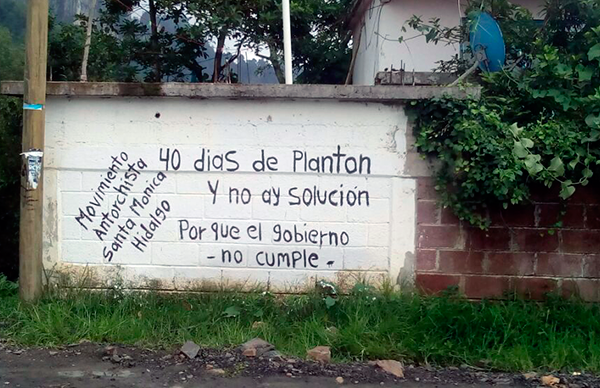 Movimiento
Antorchista
Santa Monica
Hidalgo
40 dias de Planton
Y no ay solución
Por que el gobierno
- no cumple -